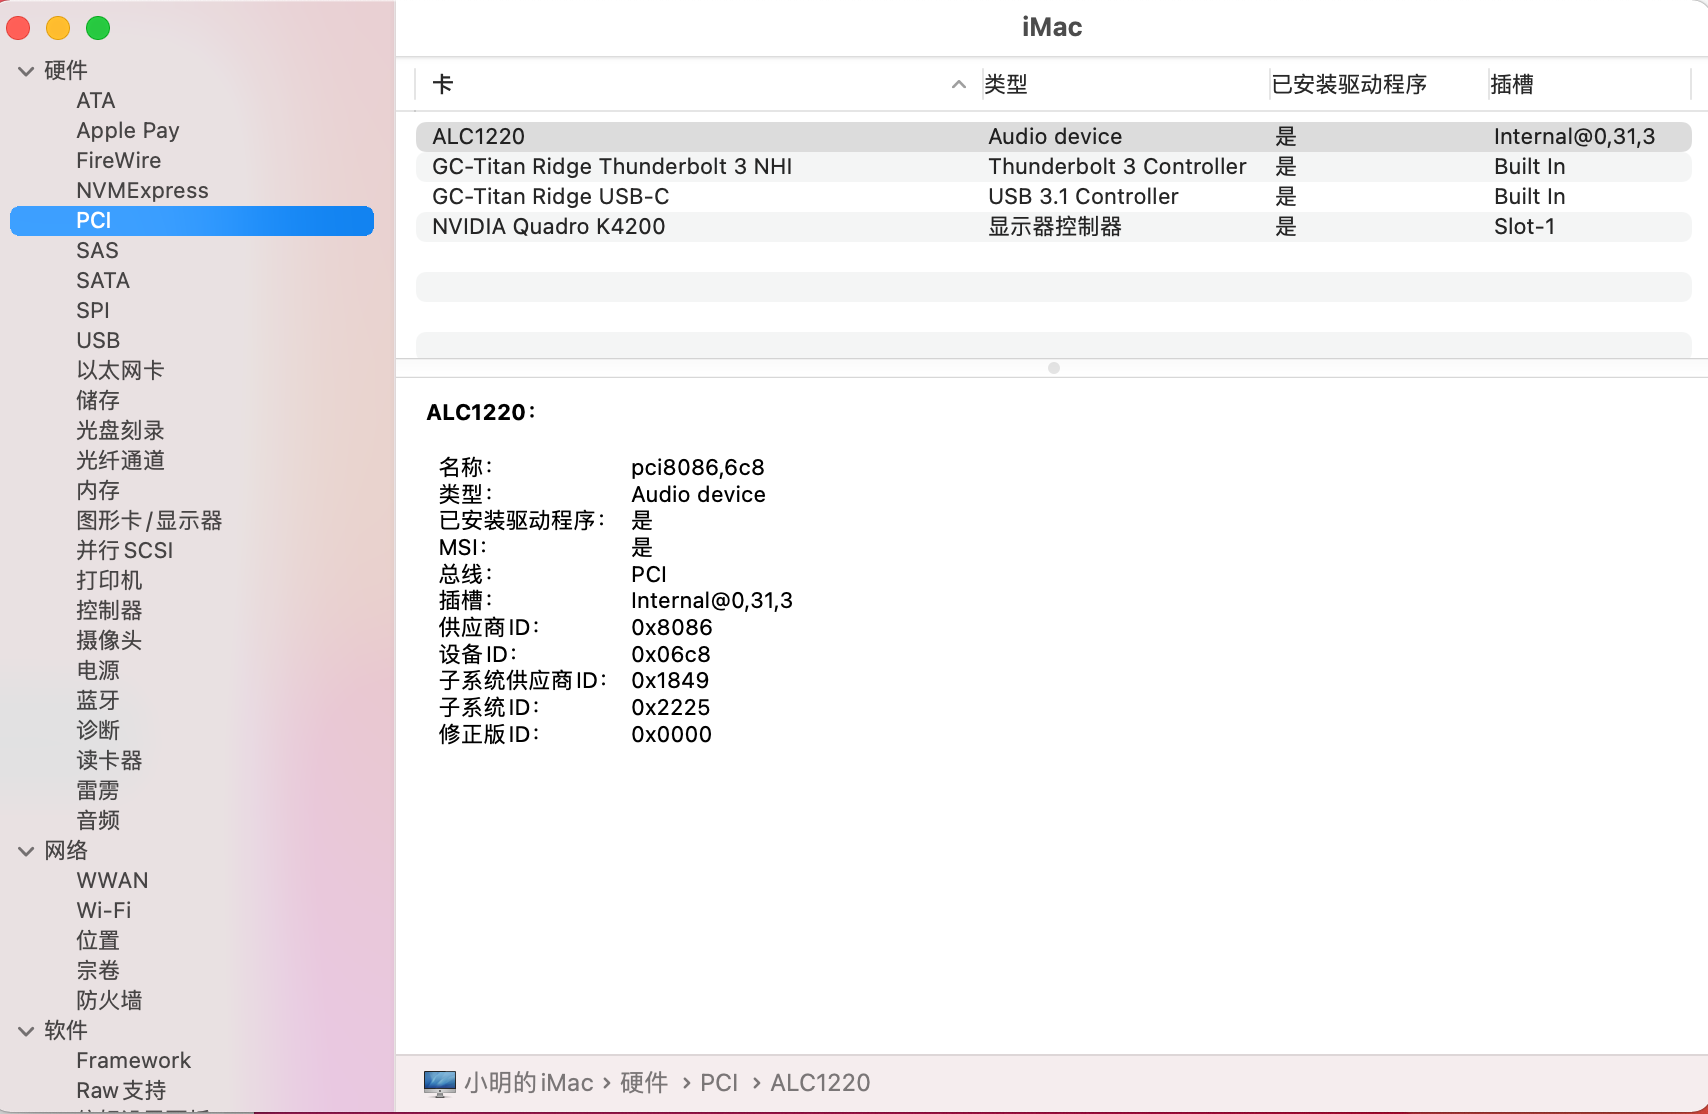 iMac
硬件
ATA
Apple Pay
FireWire
NVMExpress
PCI
SAS
SATA
SPI
USB
以太网卡
储存
光盘刻录
光纤通道
内存
图形卡/显示器
并行SCSI
打印机
控制器
摄像头
电源
蓝牙
诊断
读卡器
雷雳
音频
网络
WWAN
Wi-Fi
位置
宗卷
防火墙
软件
Framework
Raw支持
卡 类型 已安装驱动程序 插槽
ALC1220 Audio device 是 Internal@0,31,3
GC-Titan Ridge Thunderbolt 3 NHI Thunderbolt 3 Controller 是 Built In
GC-Titan Ridge USB-C USB 3.1 Controller 是 Built In
NVIDIA Quadro K4200 显示器控制器 是 Slot-1
ALC1220：
名称： pci8086,6c8
类型： Audio device
已安装驱动程序： 是
MSI： 是
总线： PCI
插槽： Internal@0,31,3
供应商ID： 0x8086
设备ID： 0x06c8
子系统供应商ID： 0x1849
子系统ID： 0x2225
修正版ID： 0x0000
小明的iMac › 硬件 › PCI › ALC1220